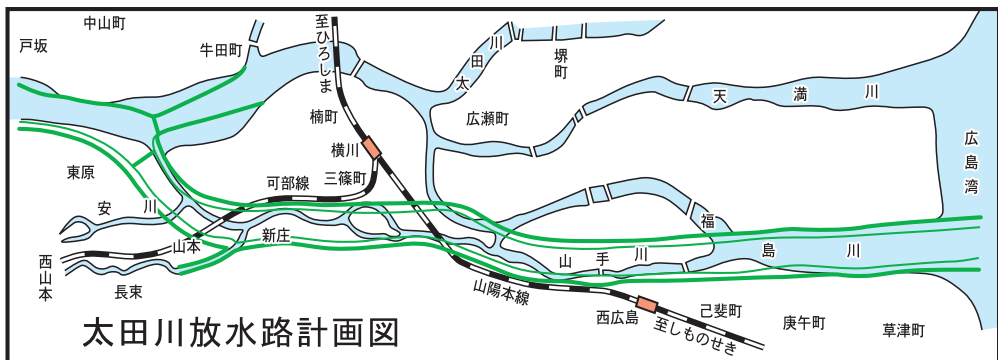 中山町
戸坂
牛田町
至ひろしま
太田川
堺町
楠町
広瀬町
天満川
広島湾
横川
東原
可部線
三篠町
安川
福島川
山本
新庄
山手川
西山本
長束
山陽本線
西広島
至しものせき
己斐町
庚午町
草津町
太田川放水路計画図